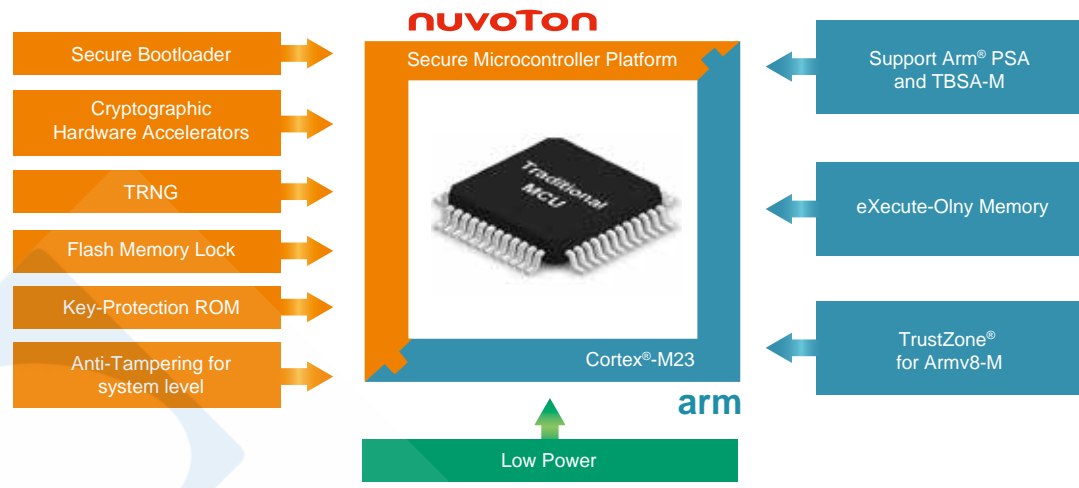 nuvoTon
Secure Bootloader
Cryptographic
Hardware Accelerators
TRNG
Flash Memory Lock
Key-Protection ROM
Anti-Tampering for
system level
Secure Microcontroller Platform
Traditional
MCU
Cortex®-M23
arm
Low Power
Support Arm® PSA
and TBSA-M
eXecute-Olny Memory
TrustZone®
for Armv8-M